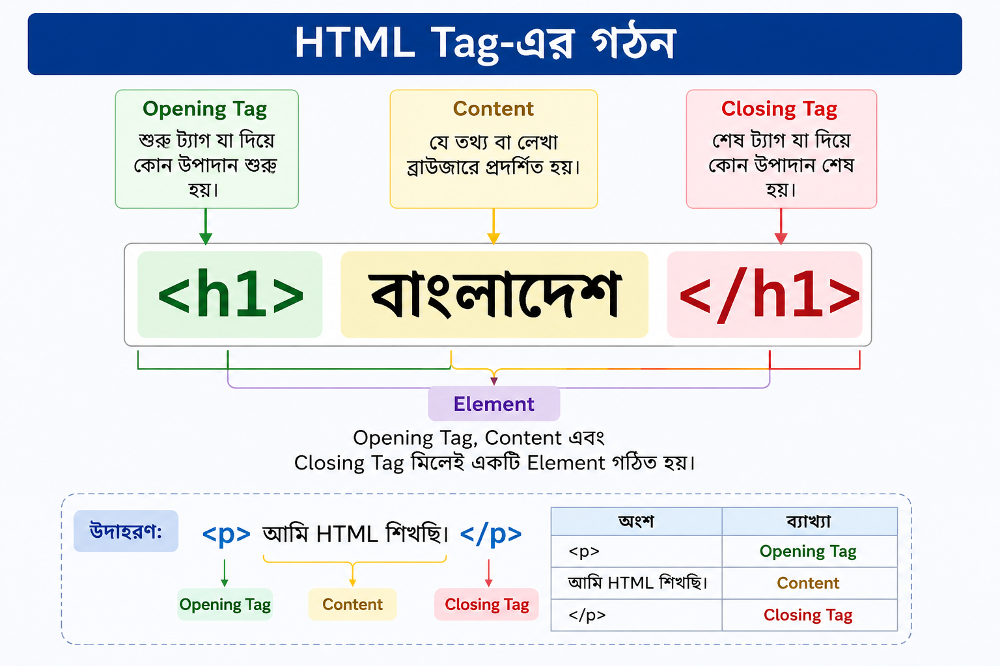 HTML Tag-এর গঠন
Opening Tag
শুরু ট্যাগ যা দিয়ে
কোন উপাদান শুরু
হয়।
Content
যে তথ্য বা লেখা
ব্রাউজারে প্রদর্শিত হয়।
Closing Tag
শেষ ট্যাগ যা দিয়ে
কোন উপাদান শেষ
হয়।
<h1> বাংলাদেশ </h1>
Element
Opening Tag, Content এবং
Closing Tag মিলেই একটি Element গঠিত হয়।
উদাহরণ: <p> আমি HTML শিখছি। </p>
Opening Tag Content Closing Tag
অংশ ব্যাখ্যা
<p> Opening Tag
আমি HTML শিখছি। Content
</p> Closing Tag